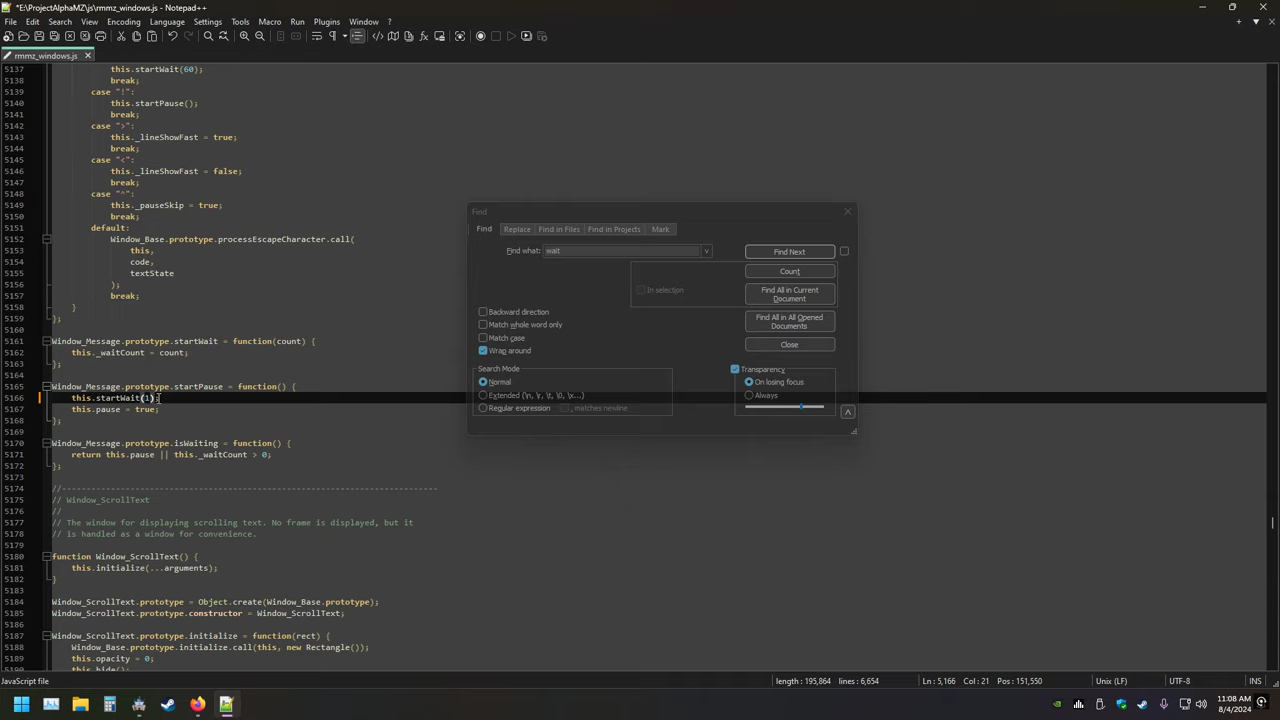 *E:\ProjectAlphaMZ\js\rmmz_windows.js - Notepad++
File Edit Search View Encoding Language Settings Tools Macro Run Plugins Window ?
rmmz_windows.js
5137 this.startWait(60);
5138 break;
5139 case "!":
5140 this.startPause();
5141 break;
5142 case ">":
5143 this._lineShowFast = true;
5144 break;
5145 case "<":
5146 this._lineShowFast = false;
5147 break;
5148 case "^":
5149 this._pauseSkip = true;
5150 break;
5151 default:
5152 Window_Base.prototype.processEscapeCharacter.call(
5153 this,
5154 code,
5155 textState
5156 );
5157 break;
5158 }
5159 };
5160
5161 Window_Message.prototype.startWait = function(count) {
5162 this._waitCount = count;
5163 };
5164
5165 Window_Message.prototype.startPause = function() {
5166 this.startWait(1);
5167 this.pause = true;
5168 };
5169
5170 Window_Message.prototype.isWaiting = function() {
5171 return this.pause || this._waitCount > 0;
5172 };
5173
5174 //-----------------------------------------------------------------------------
5175 // Window_ScrollText
5176 //
5177 // The window for displaying scrolling text. No frame is displayed, but it
5178 // is handled as a window for convenience.
5179
5180 function Window_ScrollText() {
5181 this.initialize(...arguments);
5182 }
5183
5184 Window_ScrollText.prototype = Object.create(Window_Base.prototype);
5185 Window_ScrollText.prototype.constructor = Window_ScrollText;
5186
5187 Window_ScrollText.prototype.initialize = function(rect) {
5188 Window_Base.prototype.initialize.call(this, new Rectangle());
5189 this.opacity = 0;
5190 this.hide();
Find
Find Replace Find in Files Find in Projects Mark
Find what: wait
Find Next
Count
In selection
Find All in Current Document
Find All in All Opened Documents
Close
Backward direction
Match whole word only
Match case
Wrap around
Search Mode
Normal
Extended (\n, \r, \t, \0, \x...)
Regular expression
. matches newline
Transparency
On losing focus
Always
JavaScript file
length : 195,864 lines : 6,654
Ln : 5,166 Col : 21 Pos : 151,550
Unix (LF)
UTF-8
INS
11:08 AM
8/4/2024